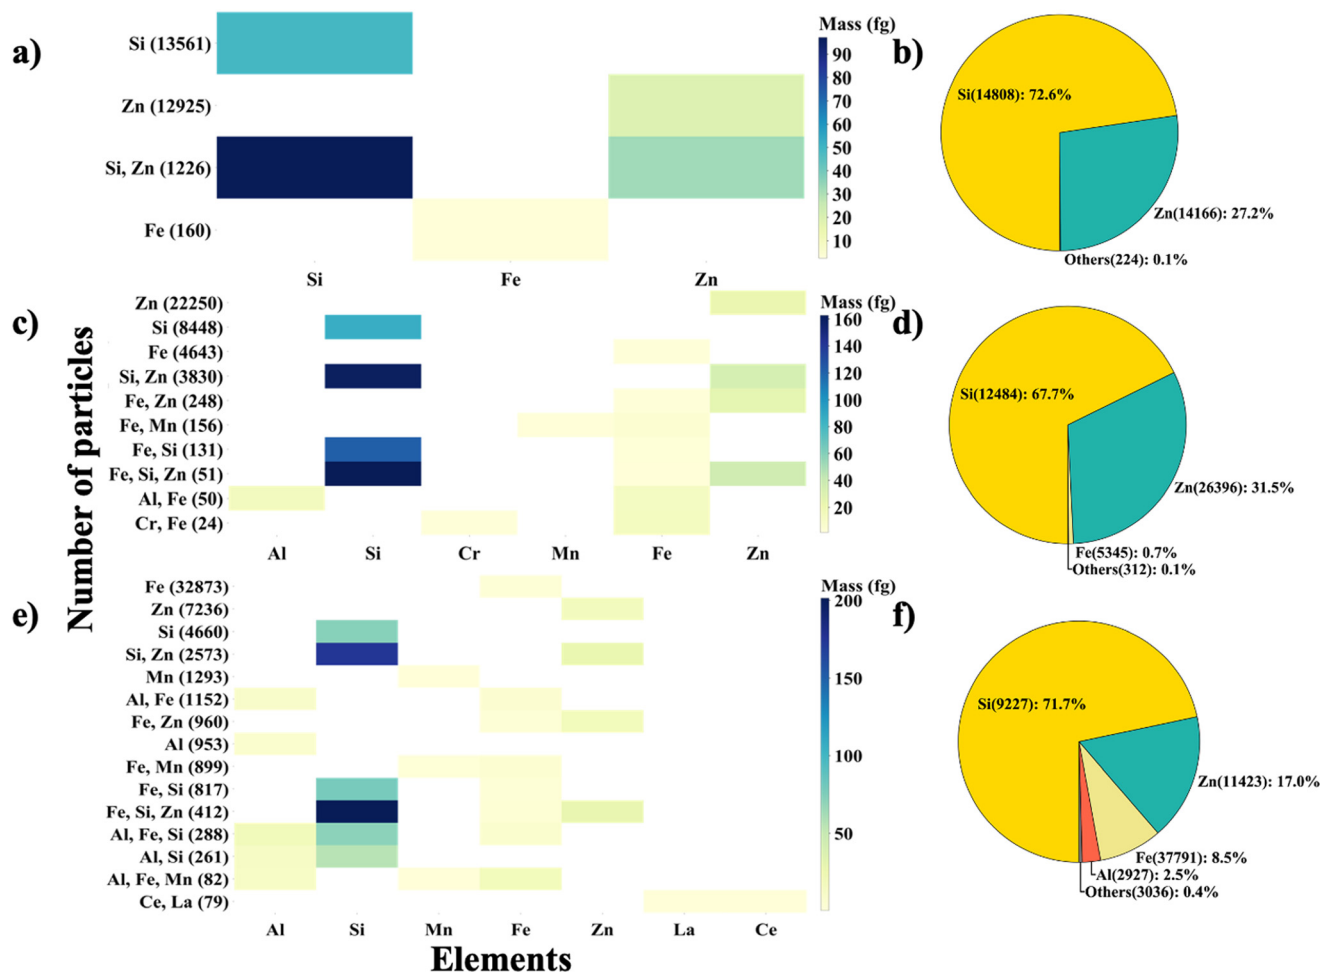 a)
Mass (fg)
Si (13561)
Zn (12925)
Si, Zn (1226)
Fe (160)
90
80
70
60
50
40
30
20
10
Si
Fe
Zn
b)
Si(14808): 72.6%
Zn(14166): 27.2%
Others(224): 0.1%
Number of particles
c)
Mass (fg)
Zn (22250)
Si (8448)
Fe (4643)
Si, Zn (3830)
Fe, Zn (248)
Fe, Mn (156)
Fe, Si (131)
Fe, Si, Zn (51)
Al, Fe (50)
Cr, Fe (24)
160
140
120
100
80
60
40
20
Al
Si
Cr
Mn
Fe
Zn
d)
Si(12484): 67.7%
Zn(26396): 31.5%
Fe(5345): 0.7%
Others(312): 0.1%
e)
Mass (fg)
Fe (32873)
Zn (7236)
Si (4660)
Si, Zn (2573)
Mn (1293)
Al, Fe (1152)
Fe, Zn (960)
Al (953)
Fe, Mn (899)
Fe, Si (817)
Fe, Si, Zn (412)
Al, Fe, Si (288)
Al, Si (261)
Al, Fe, Mn (82)
Ce, La (79)
200
150
100
50
Al
Si
Mn
Fe
Zn
La
Ce
Elements
f)
Si(9227): 71.7%
Zn(11423): 17.0%
Fe(37791): 8.5%
Al(2927): 2.5%
Others(3036): 0.4%